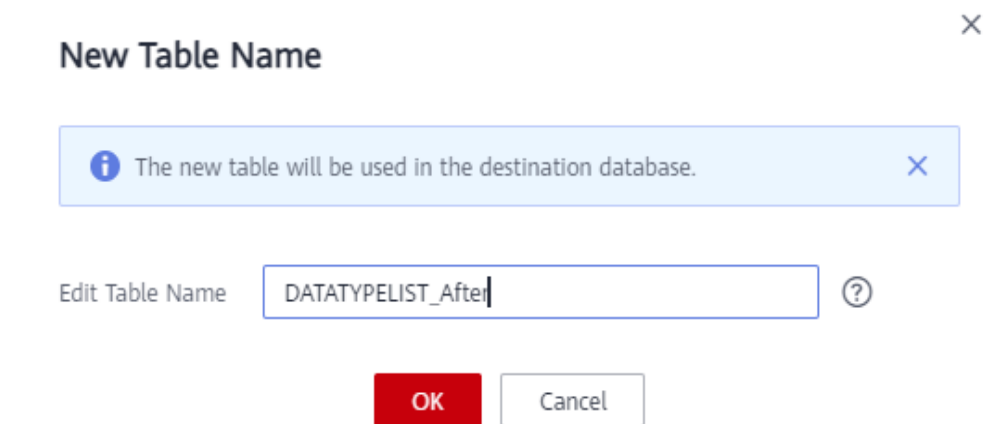 New Table Name
The new table will be used in the destination database.
Edit Table Name DATATYPELIST_After
OK Cancel